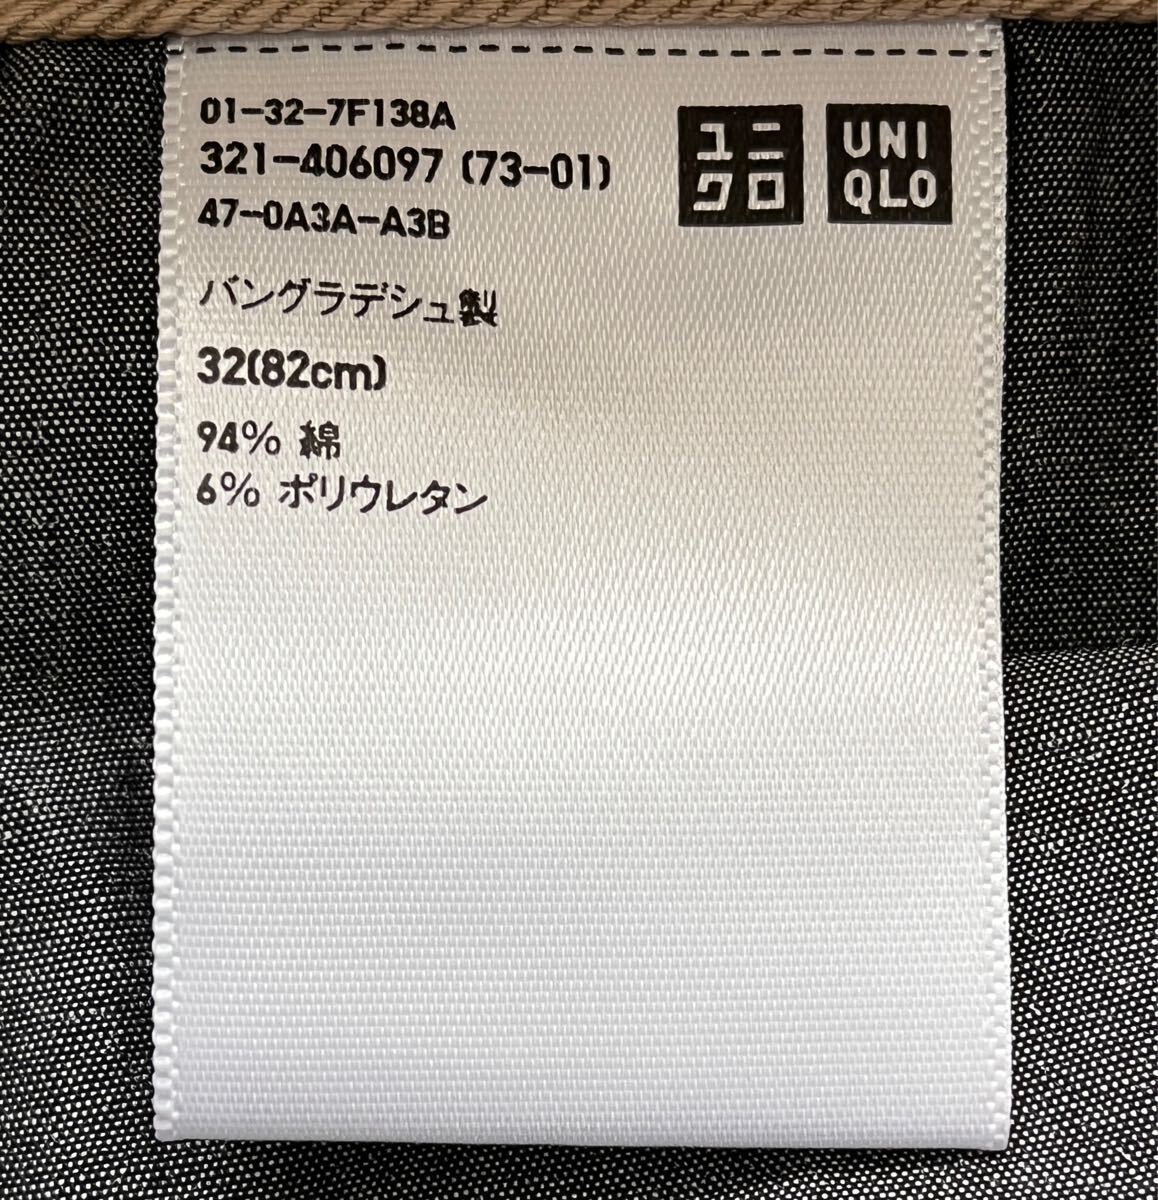 01-32-7F138A
321-406097 (73-01)
47-0A3A-A3B
ユニ
クロ
UNI
QLO
バングラデシュ製
32(82cm)
94% 綿
6% ポリウレタン